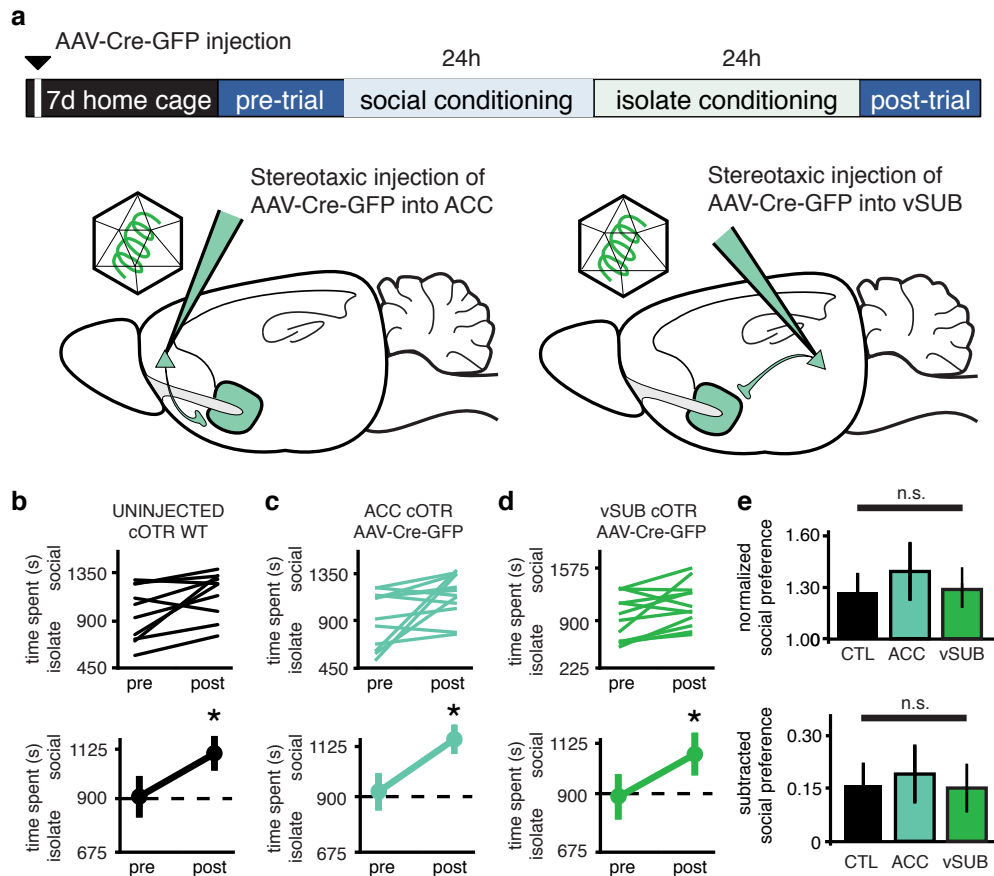 a
AAV-Cre-GFP injection
24h
24h
7d home cage
pre-trial
social conditioning
isolate conditioning
post-trial
Stereotaxic injection of
AAV-Cre-GFP into ACC
Stereotaxic injection of
AAV-Cre-GFP into vSUB
b
UNINJECTED
cOTR WT
time spent (s)
isolate social
1350
900
450
pre post
*
time spent (s)
isolate social
1125
900
675
pre post
c
ACC cOTR
AAV-Cre-GFP
time spent (s)
isolate social
1350
900
450
pre post
*
time spent (s)
isolate social
1125
900
675
pre post
d
vSUB cOTR
AAV-Cre-GFP
time spent (s)
isolate social
1575
900
225
pre post
*
time spent (s)
isolate social
1125
900
675
pre post
e
n.s.
normalized
social preference
1.60
1.30
1.00
CTL ACC vSUB
n.s.
subtracted
social preference
0.30
0.15
0
CTL ACC vSUB